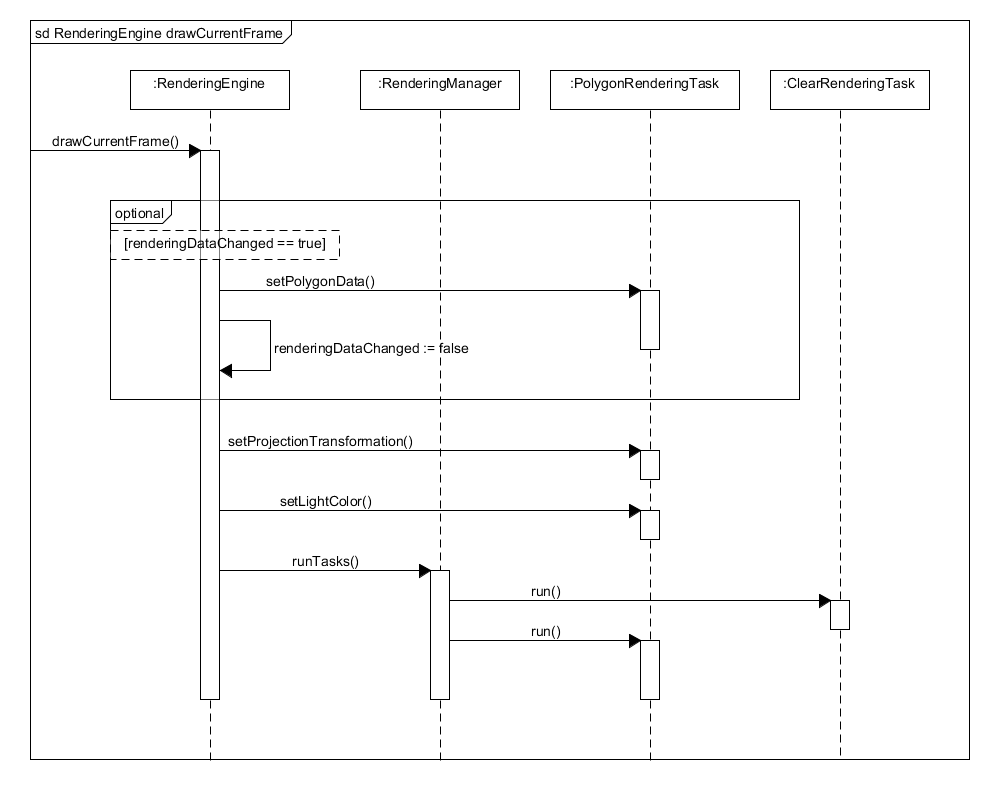 sd RenderingEngine drawCurrentFrame
:RenderingEngine
:RenderingManager
:PolygonRenderingTask
:ClearRenderingTask
drawCurrentFrame()
optional
[renderingDataChanged == true]
setPolygonData()
renderingDataChanged := false
setProjectionTransformation()
setLightColor()
runTasks()
run()
run()